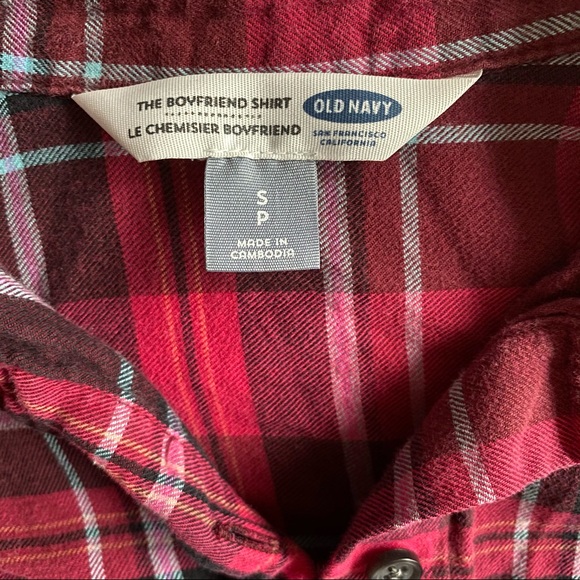 THE BOYFRIEND SHIRT
LE CHEMISIER BOYFRIEND
OLD NAVY
SAN FRANCISCO
CALIFORNIA
S
P
MADE IN
CAMBODIA